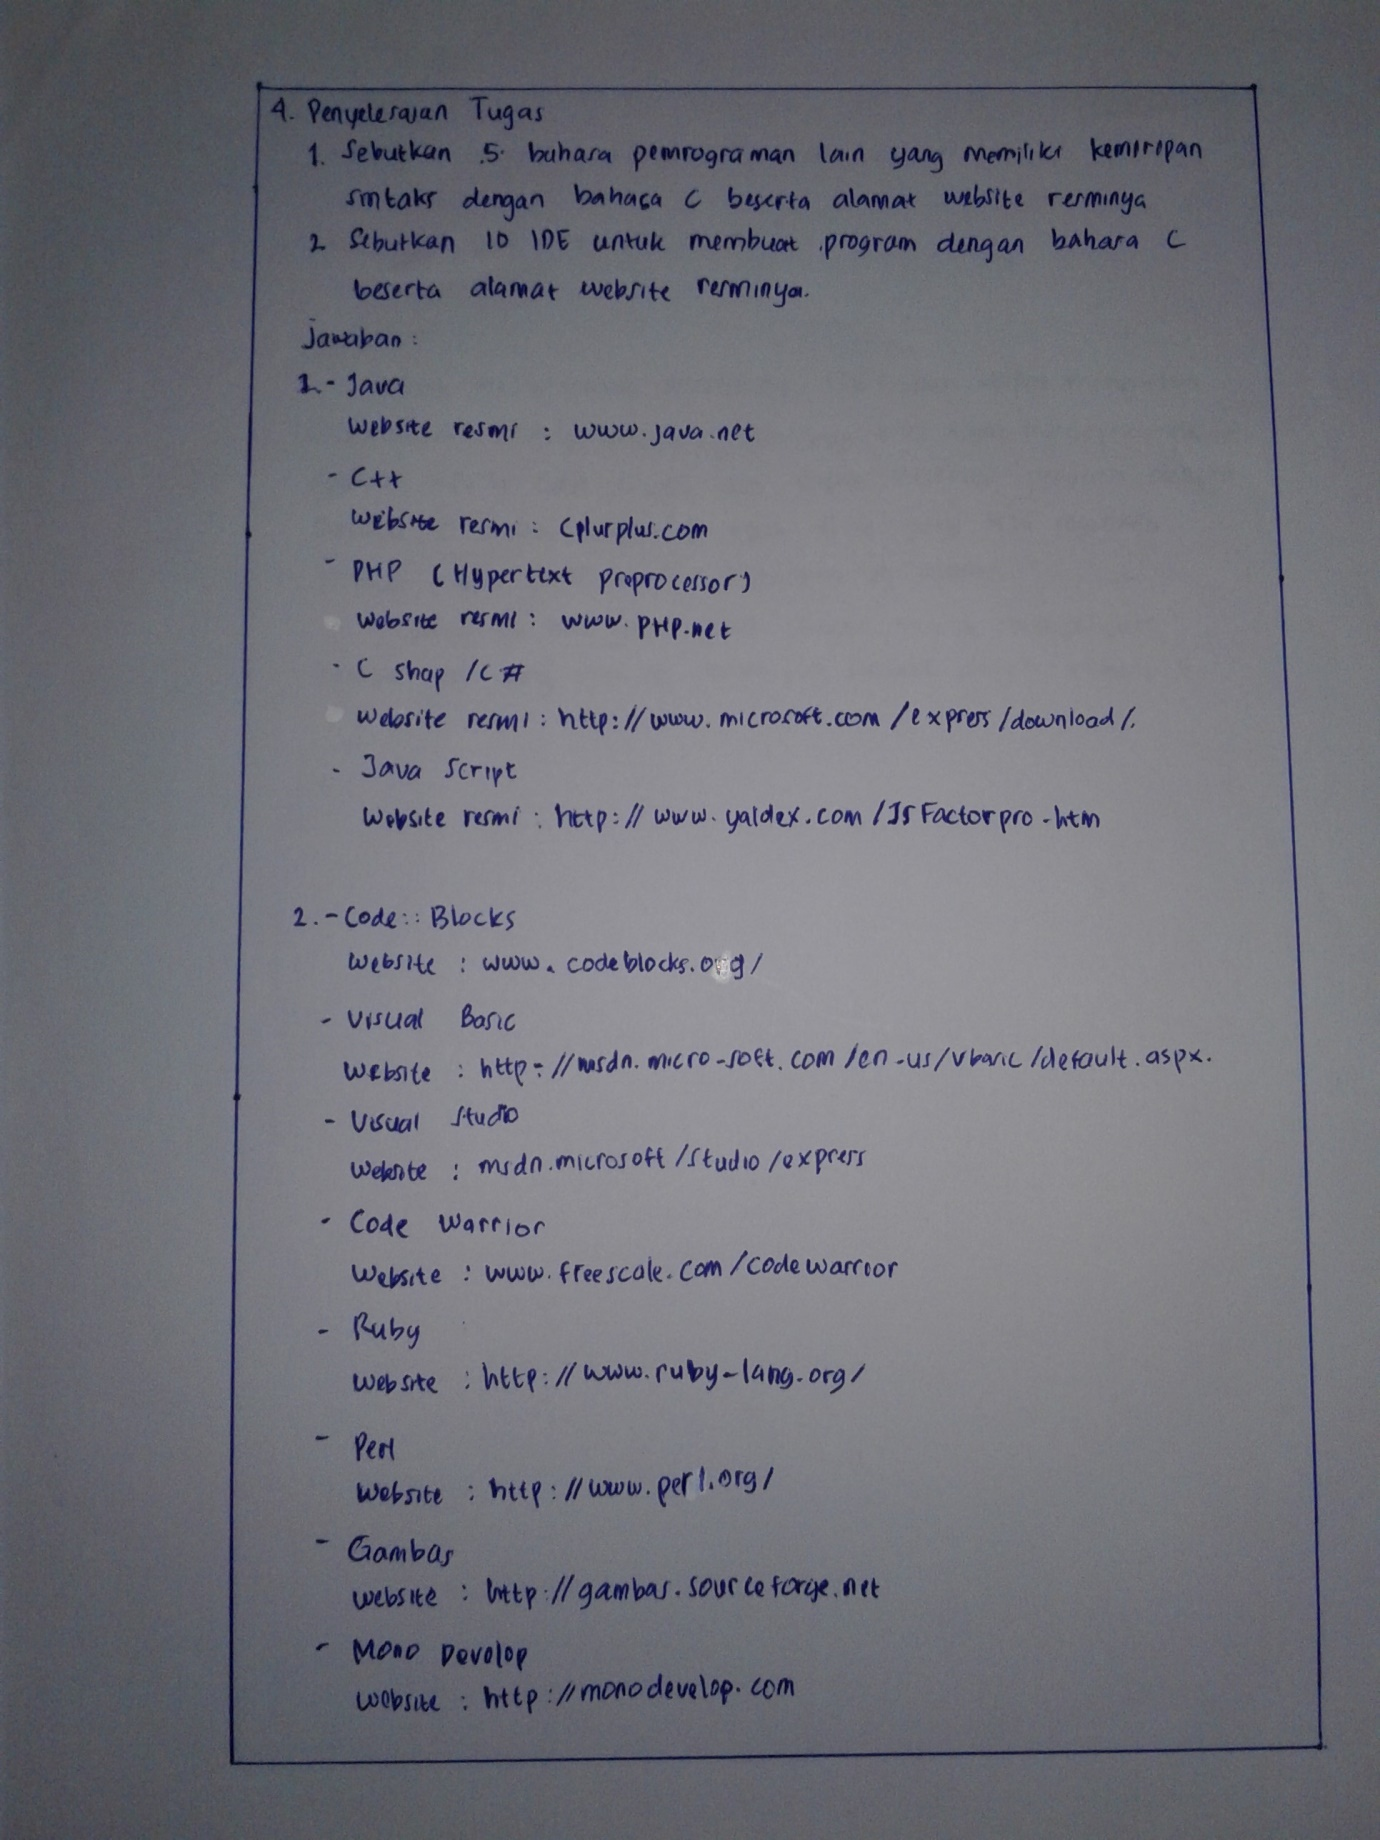 4. Penyelesaian Tugas
1. Sebutkan 5 bahasa pemrograman lain yang memiliki kemiripan
sintaks dengan bahasa C beserta alamat website resminya
2 Sebutkan 10 IDE untuk membuat program dengan bahasa C
beserta alamat website resminya.
Jawaban :
1.- Java
Website resmi : www.java.net
- C++
Website resmi : Cplusplus.com
- PHP (Hypertext preprocessor)
Website resmi : www.PHP.net
- C shap /C#
Website resmi : http://www.microsoft.com/express/download/.
- Java Script
Website resmi : http://www.yaldex.com/JSFactorpro.htm
2.- Code::Blocks
Website : www.codeblocks.org/
- Visual Basic
Website : http://msdn.micro-soft.com/en-us/vbasic/default.aspx.
- Visual Studio
Website : msdn.microsoft/studio/express
- Code Warrior
Website : www.freescale.com/codewarrior
- Ruby
Website : http://www.ruby-lang.org/
- Perl
Website : http://www.perl.org/
- Gambas
Website : http://gambas.sourceforge.net
- Mono Devolop
Website : http://monodevelop.com